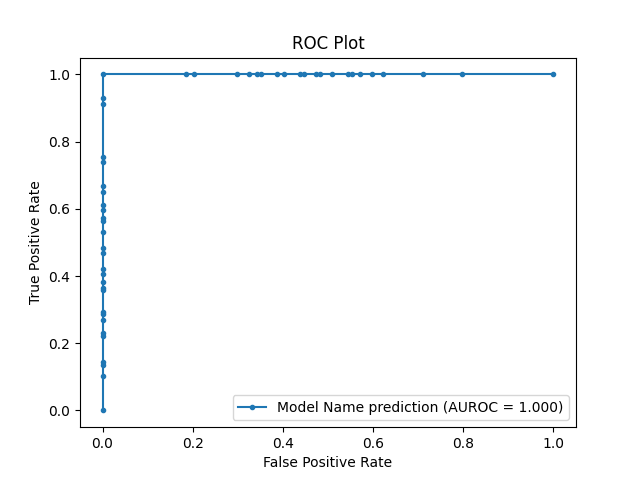 ROC Plot
1.0
0.8
0.6
0.4
0.2
0.0
True Positive Rate
Model Name prediction (AUROC = 1.000)
0.0 0.2 0.4 0.6 0.8 1.0
False Positive Rate